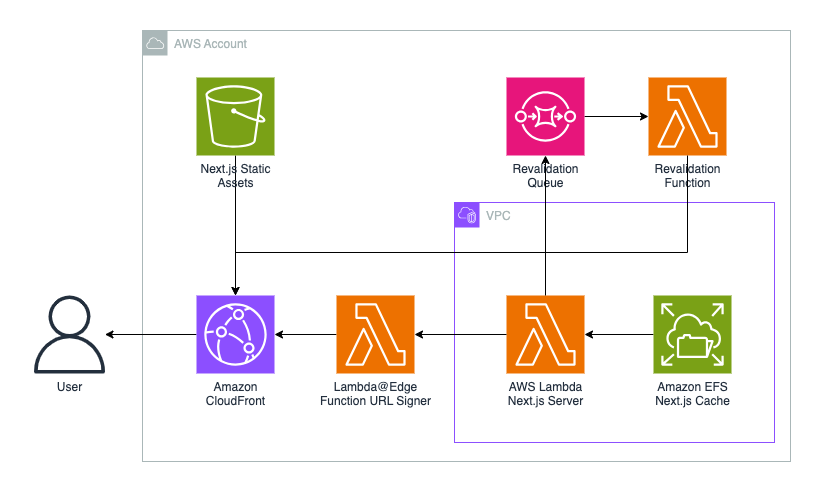 AWS Account
Next.js Static
Assets
Revalidation
Queue
Revalidation
Function
VPC
User
Amazon
CloudFront
Lambda@Edge
Function URL Signer
AWS Lambda
Next.js Server
Amazon EFS
Next.js Cache